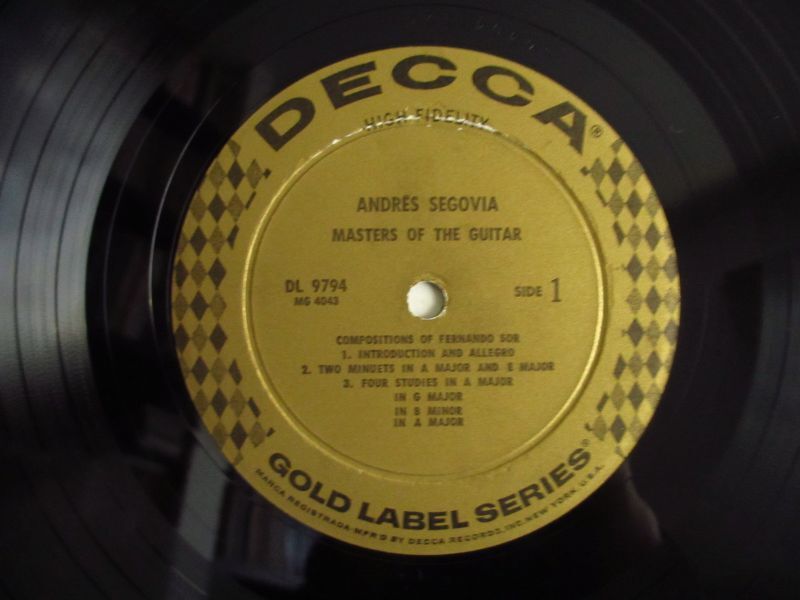 DECCA®
HIGH FIDELITY
ANDRĒS SEGOVIA
MASTERS OF THE GUITAR
DL 9794
MG 4043
SIDE 1
COMPOSITIONS OF FERNANDO SOR
1. INTRODUCTION AND ALLEGRO
2. TWO MINUETS IN A MAJOR AND E MAJOR
3. FOUR STUDIES IN A MAJOR
IN G MAJOR
IN B MINOR
IN A MAJOR
GOLD LABEL SERIES®
MARCA REGISTRADA-MFR'D BY DECCA RECORDS, INC. NEW YORK, U.S.A.